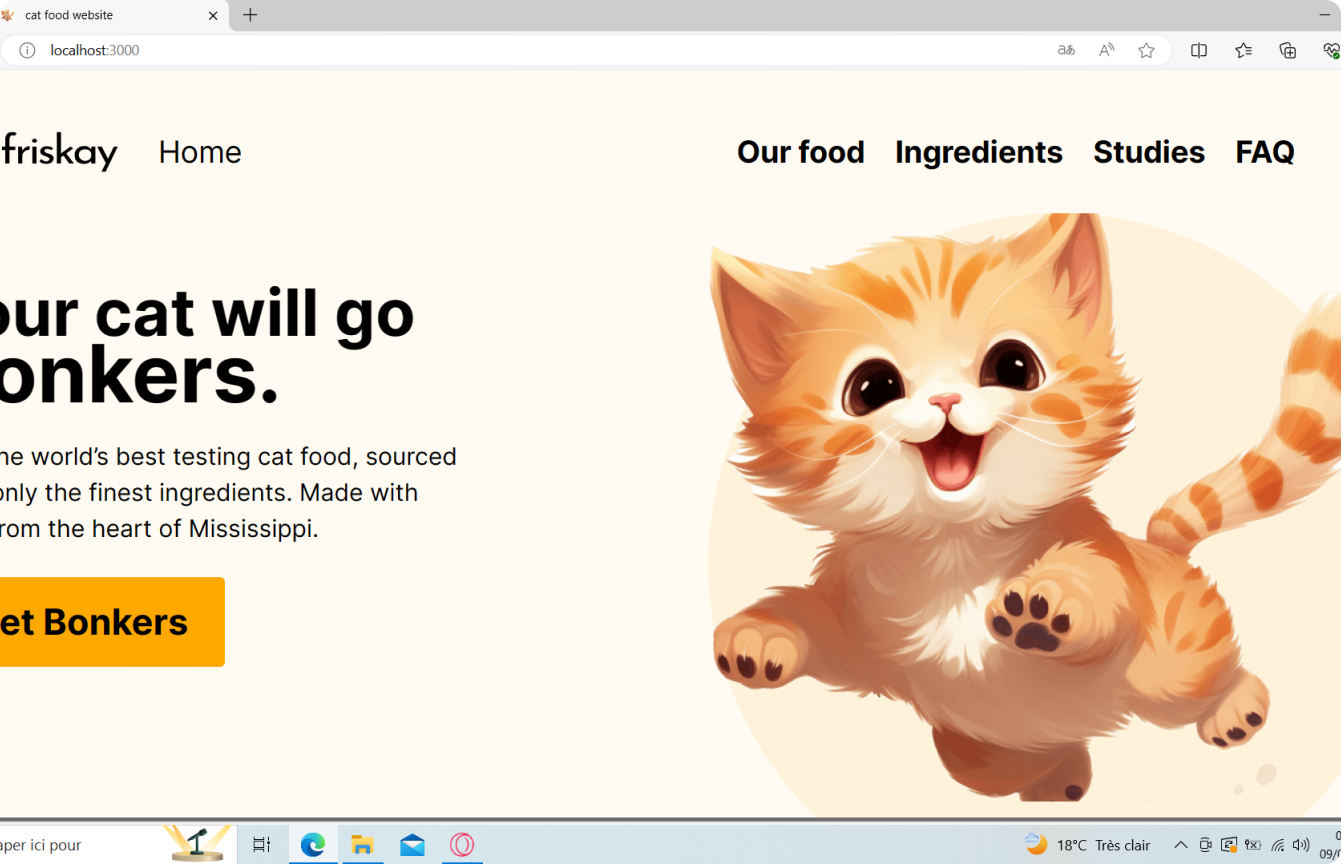 cat food website
localhost:3000
friskay Home Our food Ingredients Studies FAQ
our cat will go
onkers.
he world’s best testing cat food, sourced
only the finest ingredients. Made with
rom the heart of Mississippi.
et Bonkers
aper ici pour
18°C Très clair
09/